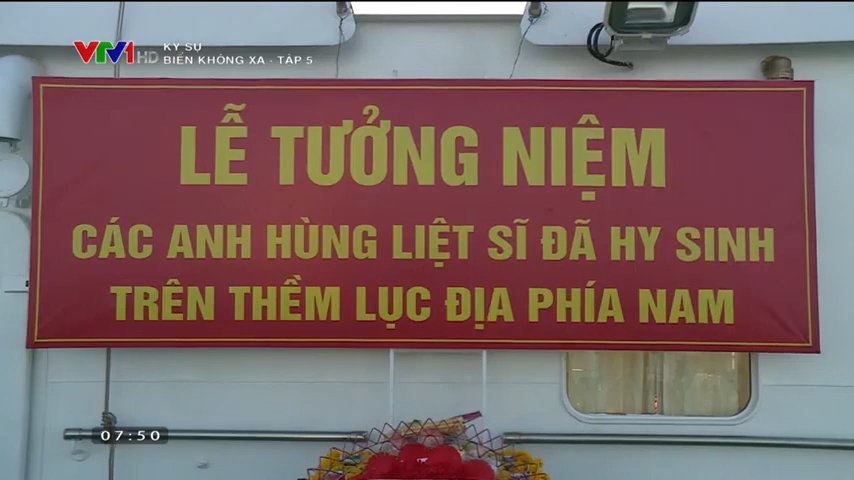 VTV1 HD
KÝ SỰ
BIỂN KHÔNG XA - TẬP 5
LỄ TƯỞNG NIỆM
CÁC ANH HÙNG LIỆT SĨ ĐÃ HY SINH
TRÊN THỀM LỤC ĐỊA PHÍA NAM
07:50